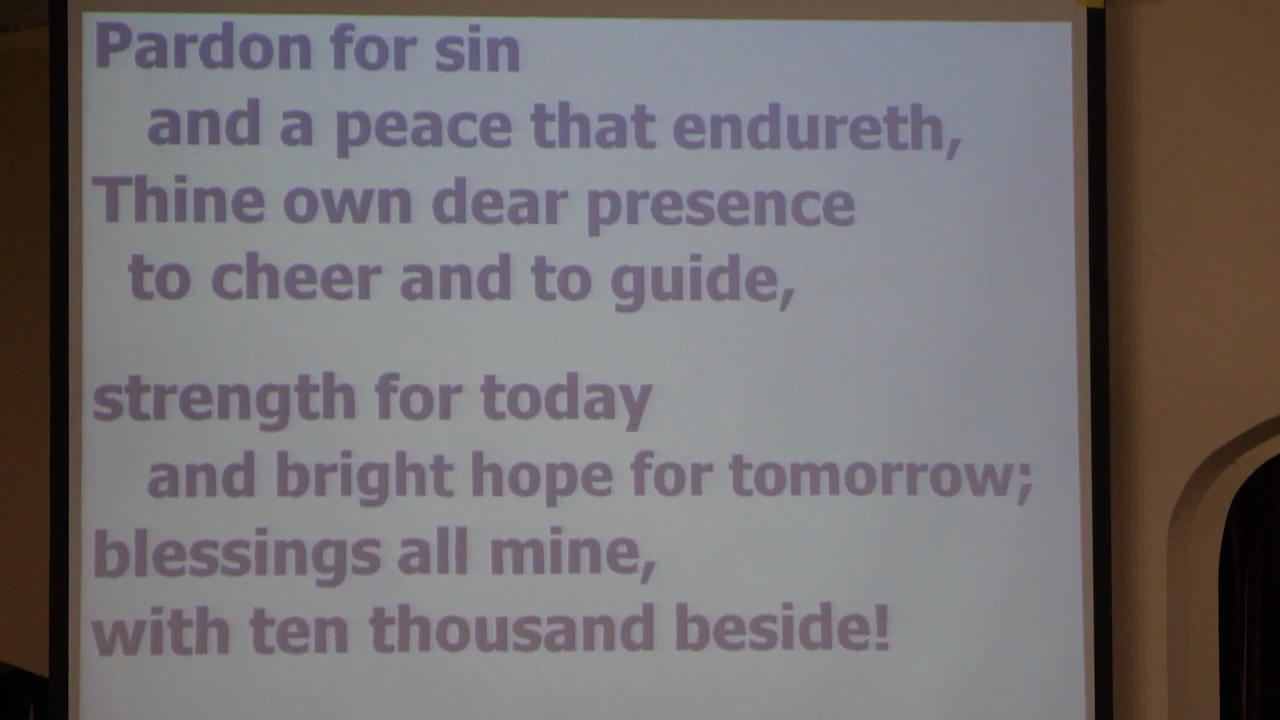 Pardon for sin
and a peace that endureth,
Thine own dear presence
to cheer and to guide,
strength for today
and bright hope for tomorrow;
blessings all mine,
with ten thousand beside!